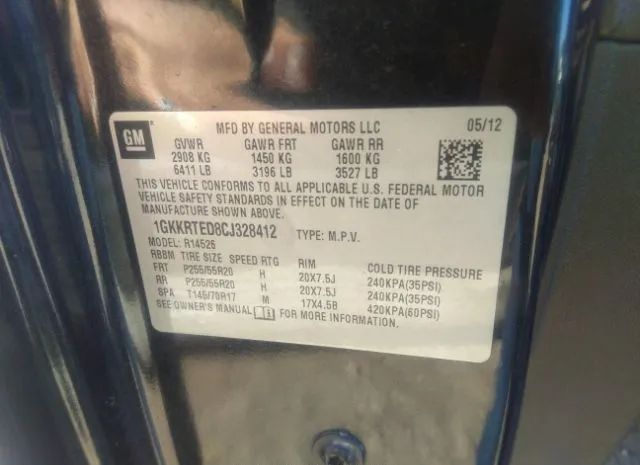 GM
MFD BY GENERAL MOTORS LLC 05/12
GVWR GAWR FRT GAWR RR
2908 KG 1450 KG 1600 KG
6411 LB 3196 LB 3527 LB
THIS VEHICLE CONFORMS TO ALL APPLICABLE U.S. FEDERAL MOTOR
VEHICLE SAFETY STANDARDS IN EFFECT ON THE DATE OF
MANUFACTURE SHOWN ABOVE.
1GKKRTED8CJ328412 TYPE: M.P.V.
MODEL: R14526
RBBM TIRE SIZE SPEED RTG RIM COLD TIRE PRESSURE
FRT P255/55R20 H 20X7.5J 240KPA(35PSI)
RR P255/55R20 H 20X7.5J 240KPA(35PSI)
SPA T145/70R17 M 17X4.5B 420KPA(60PSI)
SEE OWNER'S MANUAL FOR MORE INFORMATION.